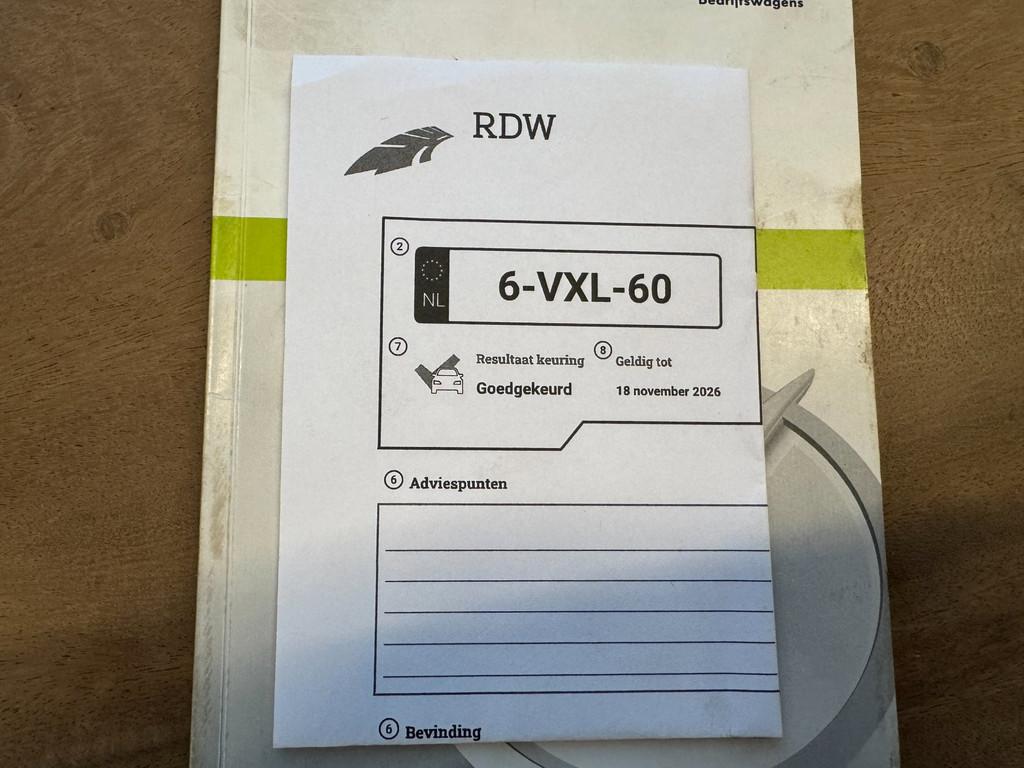 Bedrijfswagens
RDW
2
NL
6-VXL-60
7
Resultaat keuring
8
Geldig tot
Goedgekeurd
18 november 2026
6 Adviespunten
6 Bevinding